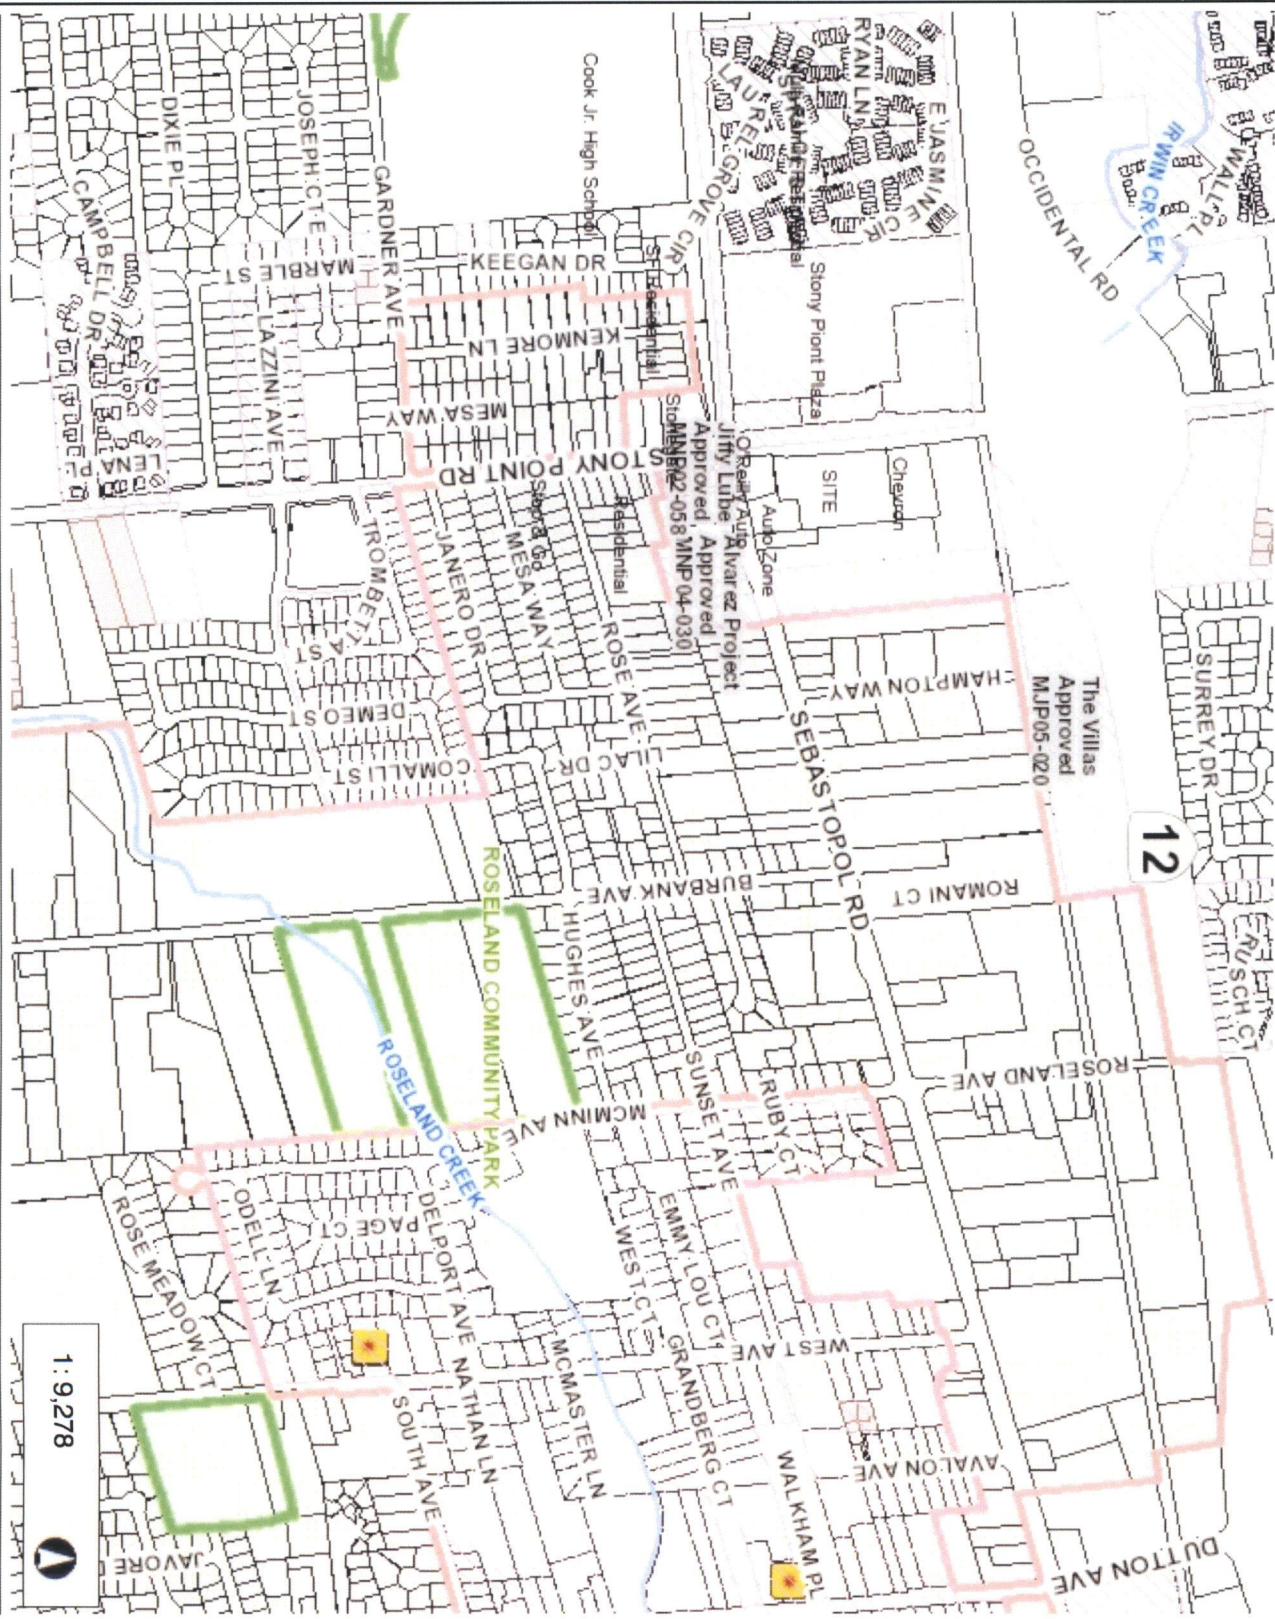 IRWIN CREEK
WALL PL
OCCIDENTAL RD
E JASMINE CIR
RYAN LN
LAUREL GROVE CIR
Stony Piont Plaza
Cook Jr. High School
SF Residential
KEEGAN DR
KENMORE LN
MESA WAY
GARDNER AVE
JOSEPH CT E
DIXIE PL
CAMPBELL DR
MARBLE ST
LAZZINI AVE
LENA PL
STONY POINT RD
Chevron
SITE
Auto Zone
O'Reilly Auto
Jiffy Lube
Alvarez Project
Approved
Approved
MNP02-058
MNP04-030
Residential
Stop & Go
MESA WAY
JANERO DR
TROMBETTA ST
DEMEO ST
COMALLI ST
ROSE AVE
LILAC DR
HAMPTON WAY
SEBASTOPOL RD
The Villas
Approved
MJP05-020
SURREY DR
12
RUSCH CT
ROMANI CT
BURBANK AVE
HUGHES AVE
ROSELAND COMMUNITY PARK
ROSELAND CREEK
ROSELAND AVE
SUNSET AVE
RUBY CT
MCMINN AVE
EMMY LOU CT
WEST CT
WEST AVE
GRANDBERG CT
DELPORT AVE
PAGE CT
ODELL LN
ROSE MEADOW CT
NATHAN LN
MCMASTER LN
SOUTH AVE
AVALON AVE
WALKHAM PL
DUTTON AVE
JAVORE
1: 9,278